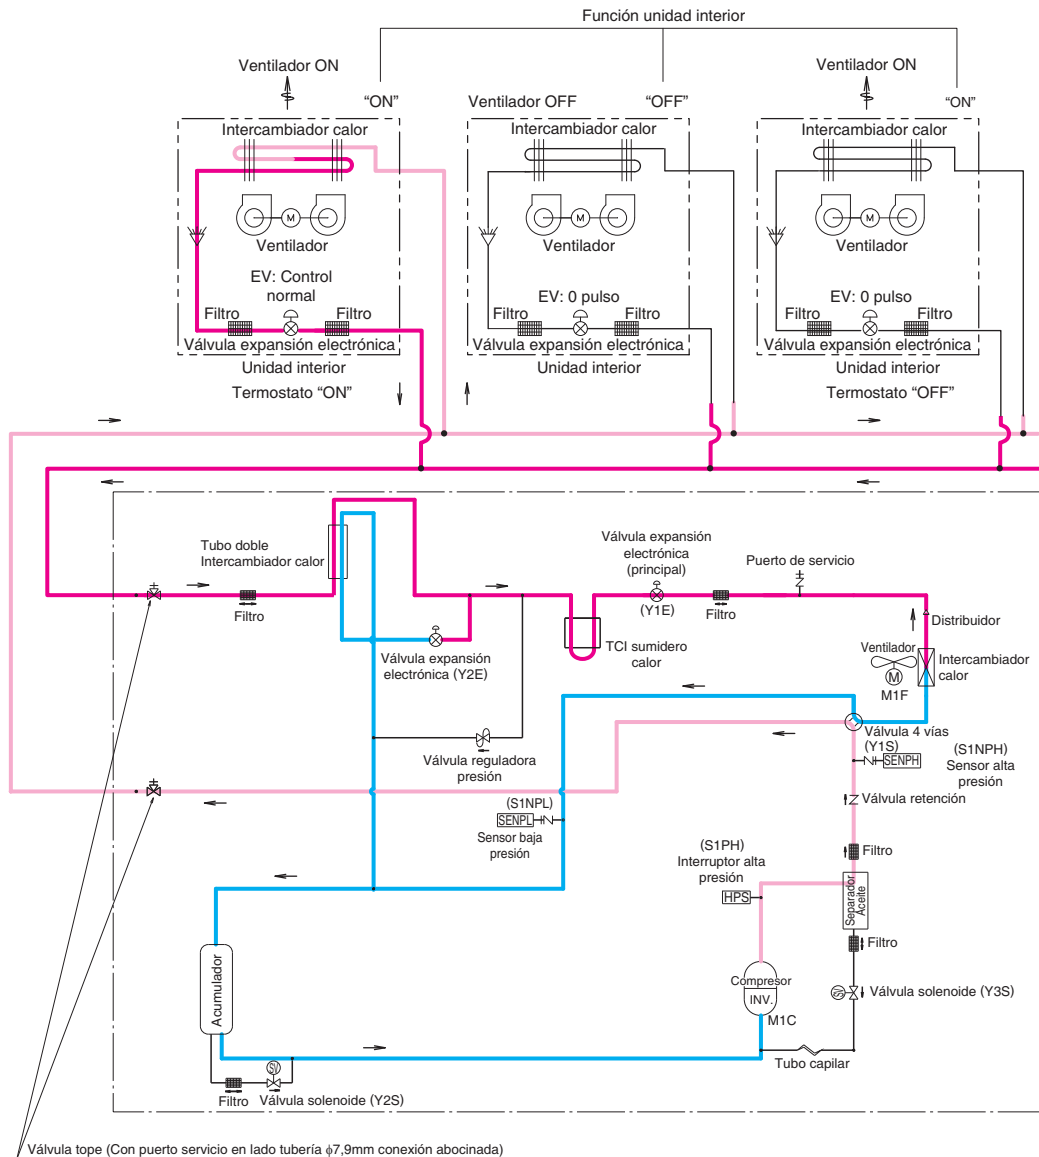 Función unidad interior
Ventilador ON
"ON"
Ventilador OFF
"OFF"
Ventilador ON
"ON"
Intercambiador calor
Intercambiador calor
Intercambiador calor
M
M
M
Ventilador
Ventilador
Ventilador
EV: Control
normal
EV: 0 pulso
EV: 0 pulso
Filtro
Filtro
Filtro
Filtro
Filtro
Filtro
Válvula expansión electrónica
Válvula expansión electrónica
Válvula expansión electrónica
Unidad interior
Unidad interior
Unidad interior
Termostato "ON"
Termostato "OFF"
Tubo doble
Intercambiador calor
Filtro
Válvula expansión
electrónica (Y2E)
Válvula expansión
electrónica
(principal)
(Y1E)
TCI sumidero
calor
Filtro
Puerto de servicio
Distribuidor
Ventilador
M
M1F
Intercambiador
calor
Válvula 4 vías
(Y1S)
(S1NPH)
Sensor alta
presión
SENPH
Válvula reguladora
presión
Válvula retención
(S1NPL)
SENPL
Sensor baja
presión
(S1PH)
Interruptor alta
presión
HPS
Filtro
Separador
Aceite
Filtro
Acumulador
Compresor
INV.
M1C
SV
Válvula solenoide (Y3S)
Tubo capilar
SV
Filtro
Válvula solenoide (Y2S)
Válvula tope (Con puerto servicio en lado tubería ϕ7,9mm conexión abocinada)